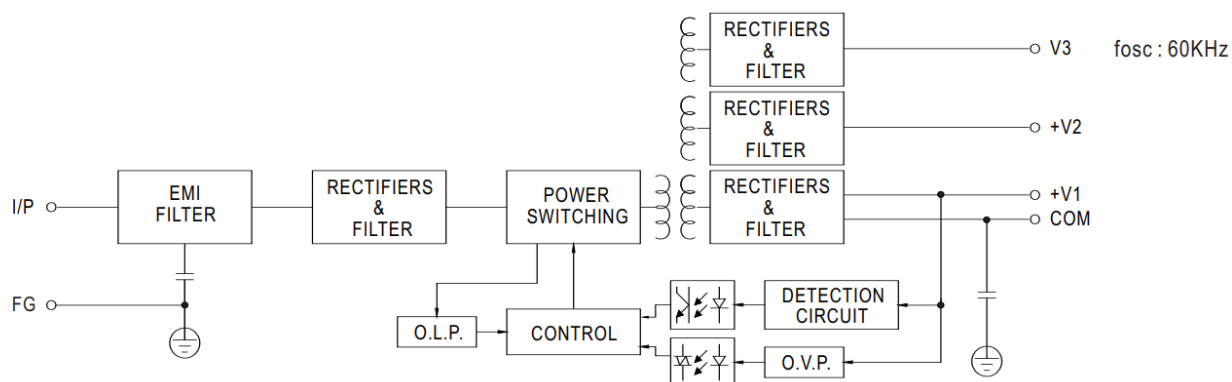 RECTIFIERS
&
FILTER
V3
fosc : 60KHz
RECTIFIERS
&
FILTER
+V2
I/P
EMI
FILTER
RECTIFIERS
&
FILTER
POWER
SWITCHING
RECTIFIERS
&
FILTER
+V1
COM
FG
O.L.P.
CONTROL
DETECTION
CIRCUIT
O.V.P.